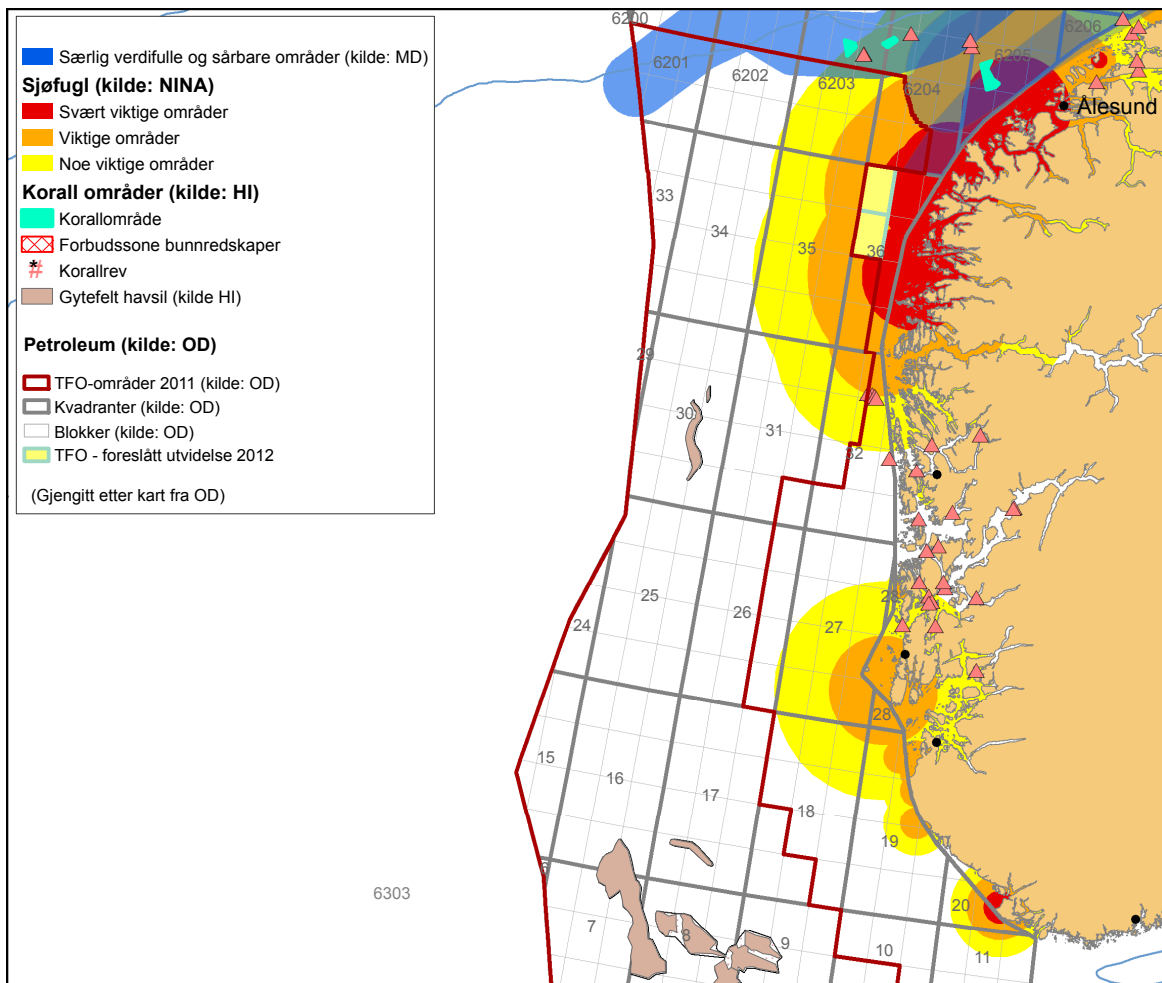 Særlig verdifulle og sårbare områder (kilde: MD)
Sjøfugl (kilde: NINA)
Svært viktige områder
Viktige områder
Noe viktige områder
Korall områder (kilde: HI)
Korallområde
Forbudssone bunnredskaper
Korallrev
Gytefelt havsil (kilde HI)
Petroleum (kilde: OD)
TFO-områder 2011 (kilde: OD)
Kvadranter (kilde: OD)
Blokker (kilde: OD)
TFO - foreslått utvidelse 2012
(Gjengitt etter kart fra OD)
6200
6201
6202
6203
6204
6205
6206
Ålesund
33
34
35
36
29
30
31
32
24
25
26
27
28
28
15
16
17
18
19
20
6
7
8
9
10
11
6303